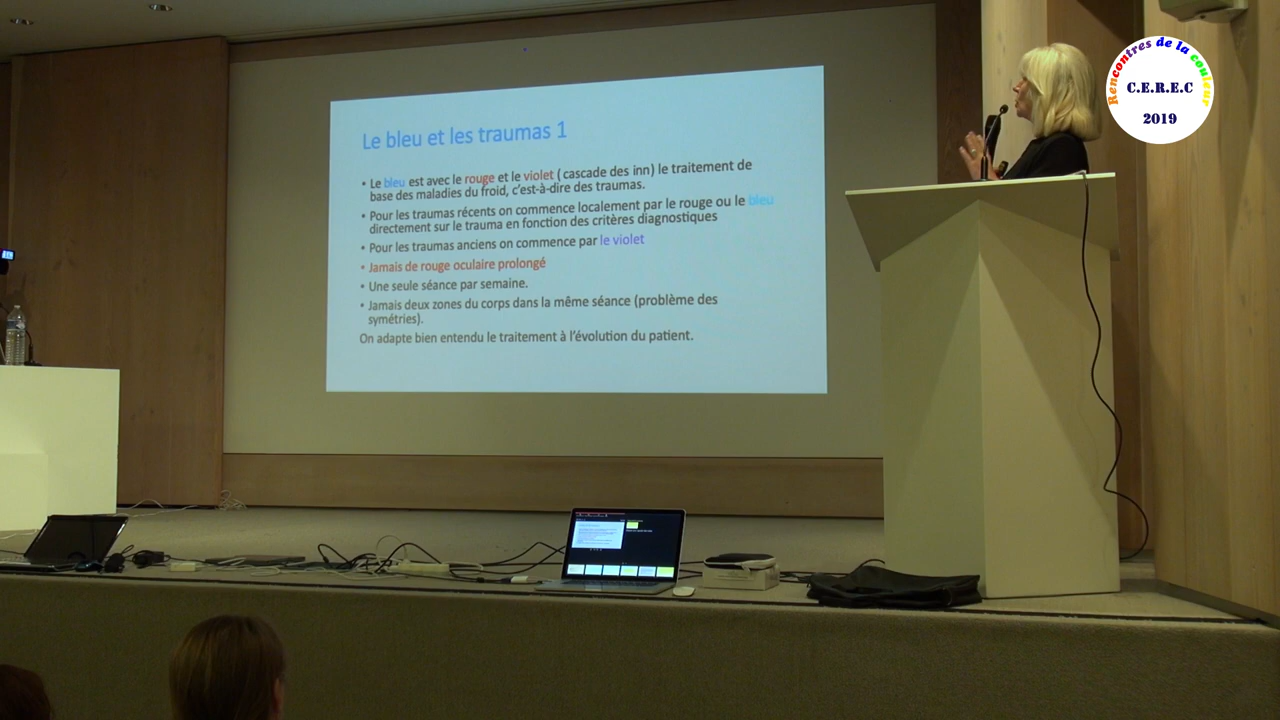 Rencontres de la couleur
C.E.R.E.C
2019
Le bleu et les traumas 1
• Le bleu est avec le rouge et le violet ( cascade des inn) le traitement de
base des maladies du froid, c'est-à-dire des traumas.
• Pour les traumas récents on commence localement par le rouge ou le bleu
directement sur le trauma en fonction des critères diagnostiques
• Pour les traumas anciens on commence par le violet
• Jamais de rouge oculaire prolongé
• Une seule séance par semaine.
• Jamais deux zones du corps dans la même séance (problème des
symétries).
On adapte bien entendu le traitement à l'évolution du patient.